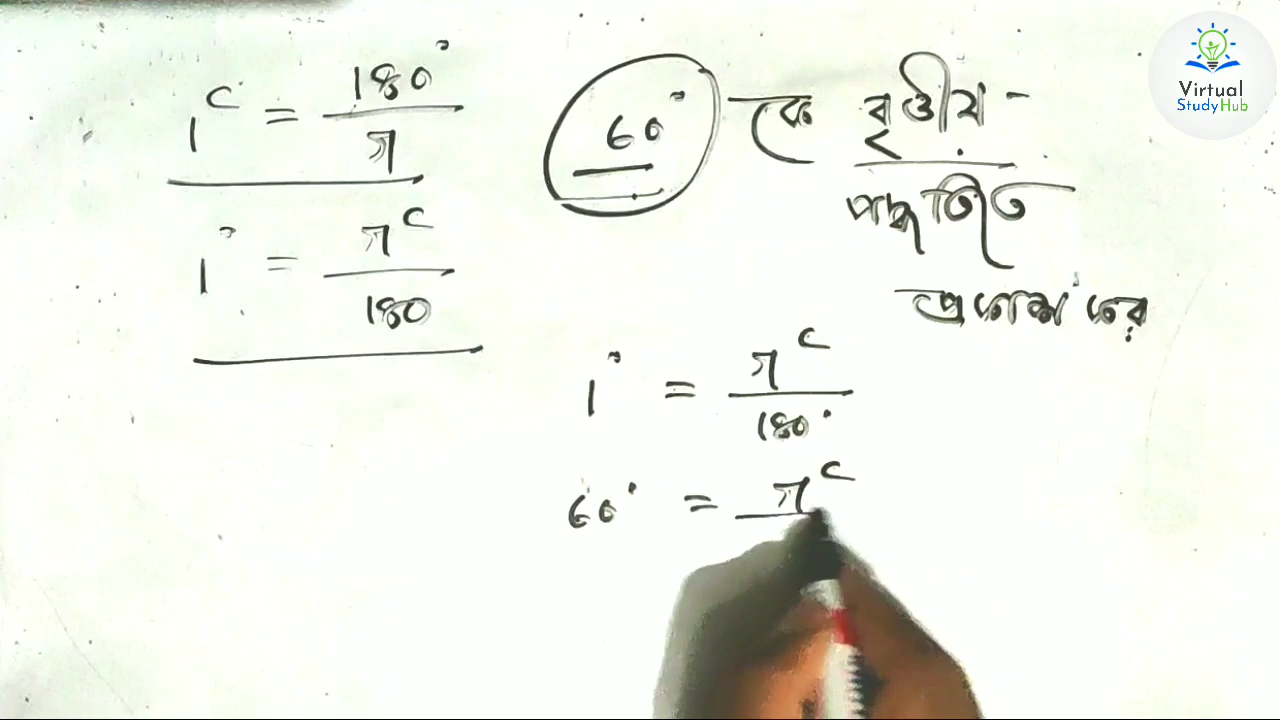 1ᶜ = 180° / π
1° = πᶜ / 180
60° কে বৃত্তীয়
পদ্ধতিতে
প্রকাশ কর
1° = πᶜ / 180°
60° = πᶜ
Virtual
StudyHub